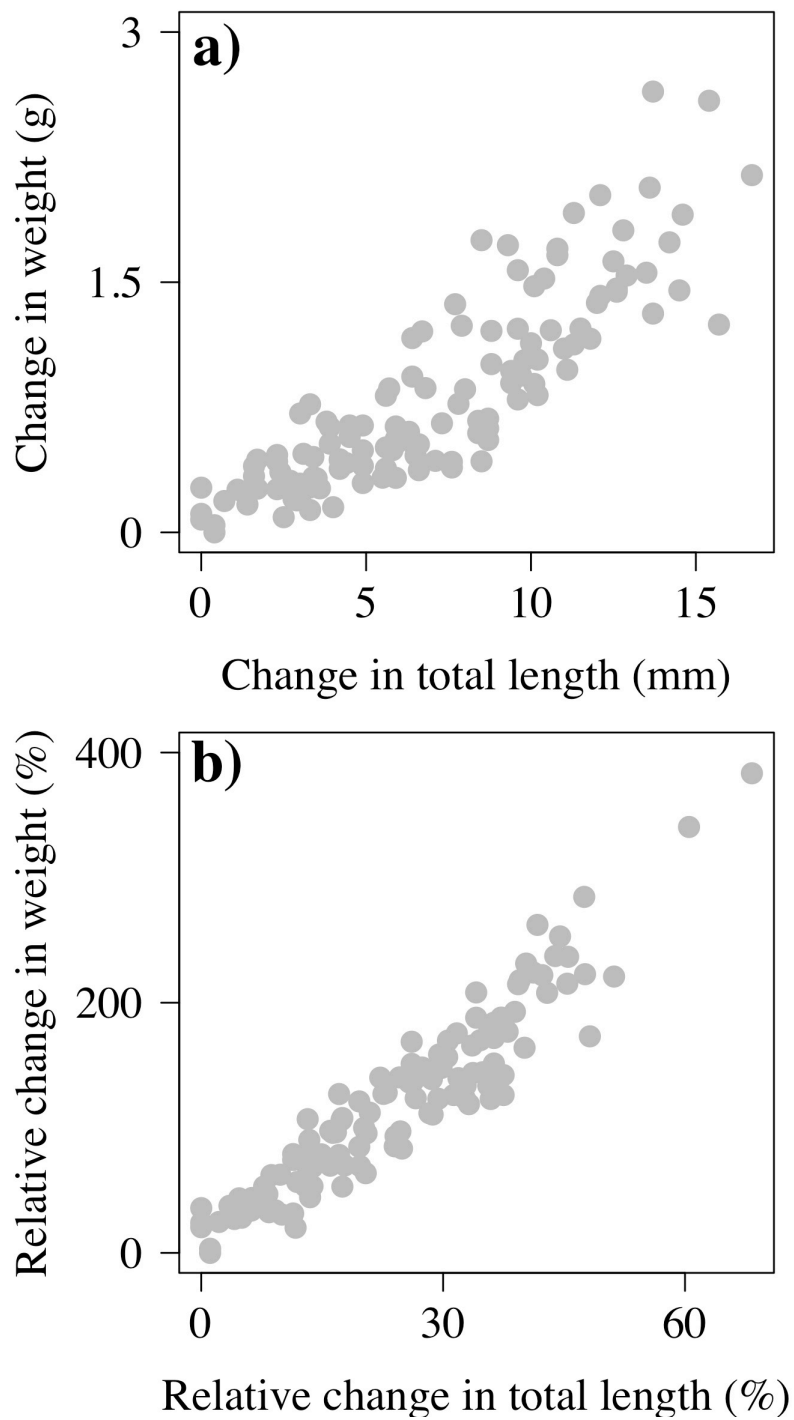 a)
3
1.5
0
Change in weight (g)
0 5 10 15
Change in total length (mm)
b)
400
200
0
Relative change in weight (%)
0 30 60
Relative change in total length (%)